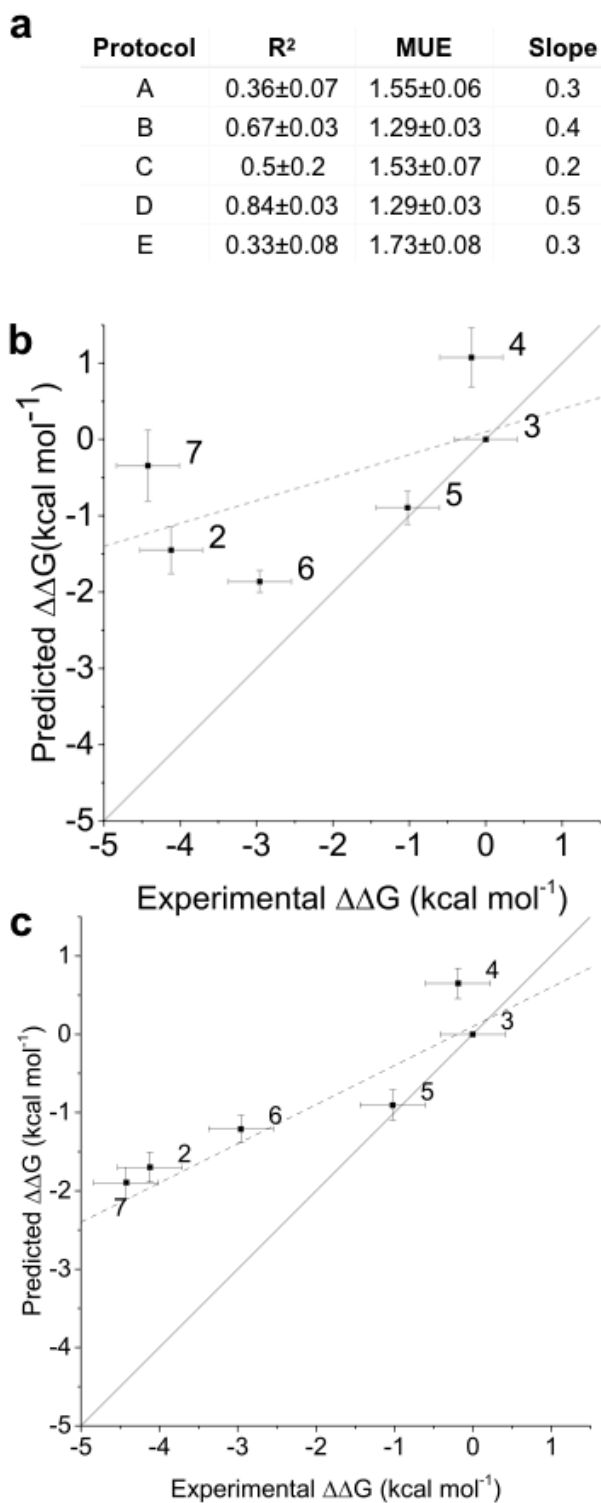 a
Protocol R² MUE Slope
A 0.36±0.07 1.55±0.06 0.3
B 0.67±0.03 1.29±0.03 0.4
C 0.5±0.2 1.53±0.07 0.2
D 0.84±0.03 1.29±0.03 0.5
E 0.33±0.08 1.73±0.08 0.3
b
Predicted ΔΔG(kcal mol⁻¹)
1
0
-1
-2
-3
-4
-5
4
3
7
5
2
6
-5 -4 -3 -2 -1 0 1
Experimental ΔΔG (kcal mol⁻¹)
c
Predicted ΔΔG (kcal mol⁻¹)
1
0
-1
-2
-3
-4
-5
4
3
5
6
2
7
-5 -4 -3 -2 -1 0 1
Experimental ΔΔG (kcal mol⁻¹)